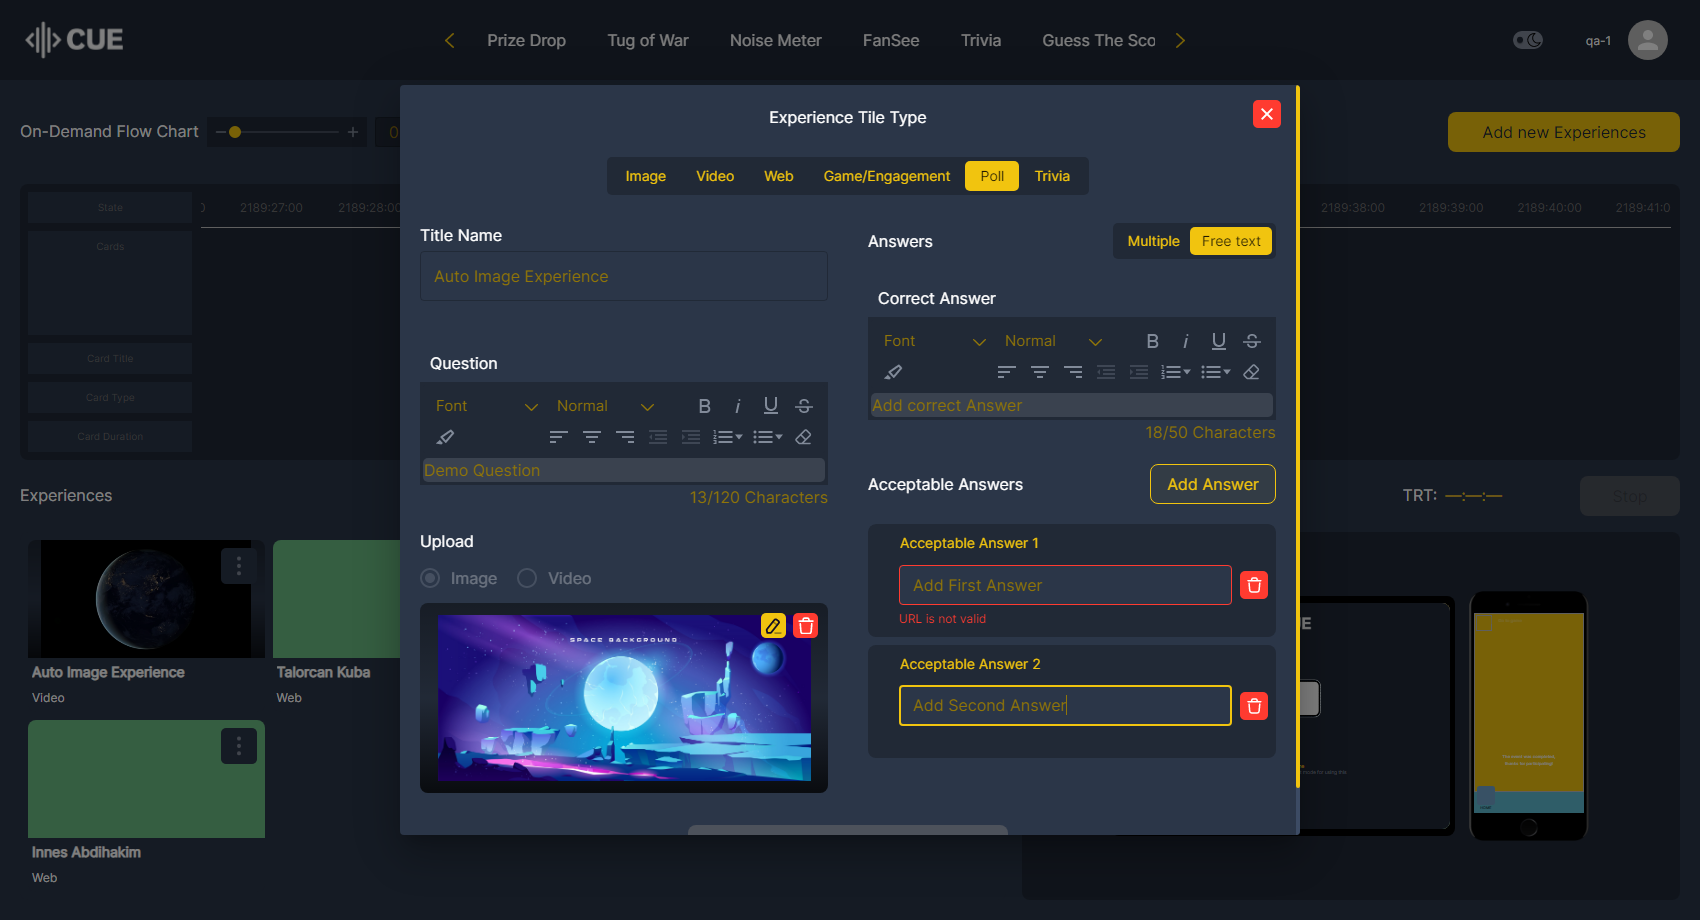 CUE
Prize Drop
Tug of War
Noise Meter
FanSee
Trivia
Guess The Sco
qa-1
On-Demand Flow Chart
0
Add new Experiences
State
2189:27:00
2189:28:00
2189:38:00
2189:39:00
2189:40:00
2189:41:0
Cards
Card Title
Card Type
Card Duration
Experiences
TRT: —:—:—
Stop
Auto Image Experience
Video
Talorcan Kuba
Web
Innes Abdihakim
Web
Experience Tile Type
Image
Video
Web
Game/Engagement
Poll
Trivia
Title Name
Auto Image Experience
Question
Font
Normal
B i U S
Demo Question
13/120 Characters
Upload
Image
Video
SPACE BACKGROUND
Answers
Multiple
Free text
Correct Answer
Font
Normal
B i U S
Add correct Answer
18/50 Characters
Acceptable Answers
Add Answer
Acceptable Answer 1
Add First Answer
URL is not valid
Acceptable Answer 2
Add Second Answer